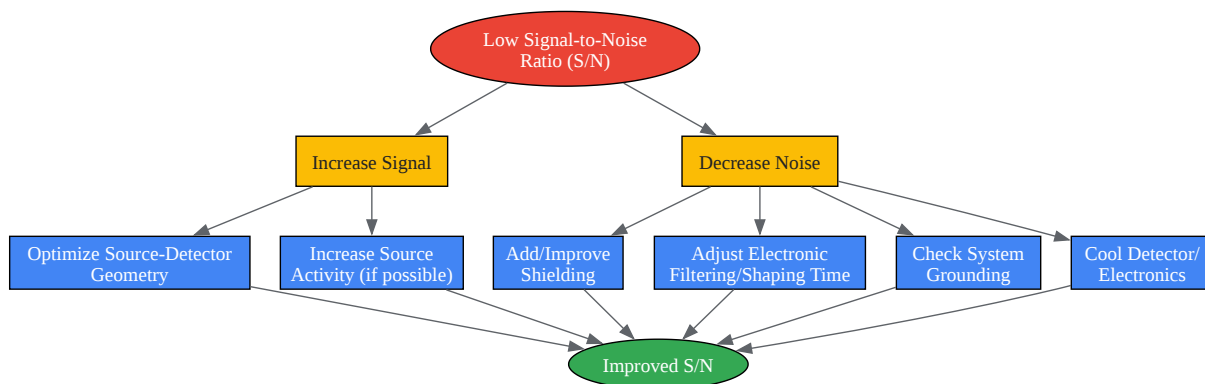 Low Signal-to-Noise
Ratio (S/N)
Increase Signal
Decrease Noise
Optimize Source-Detector
Geometry
Increase Source
Activity (if possible)
Add/Improve
Shielding
Adjust Electronic
Filtering/Shaping Time
Check System
Grounding
Cool Detector/
Electronics
Improved S/N